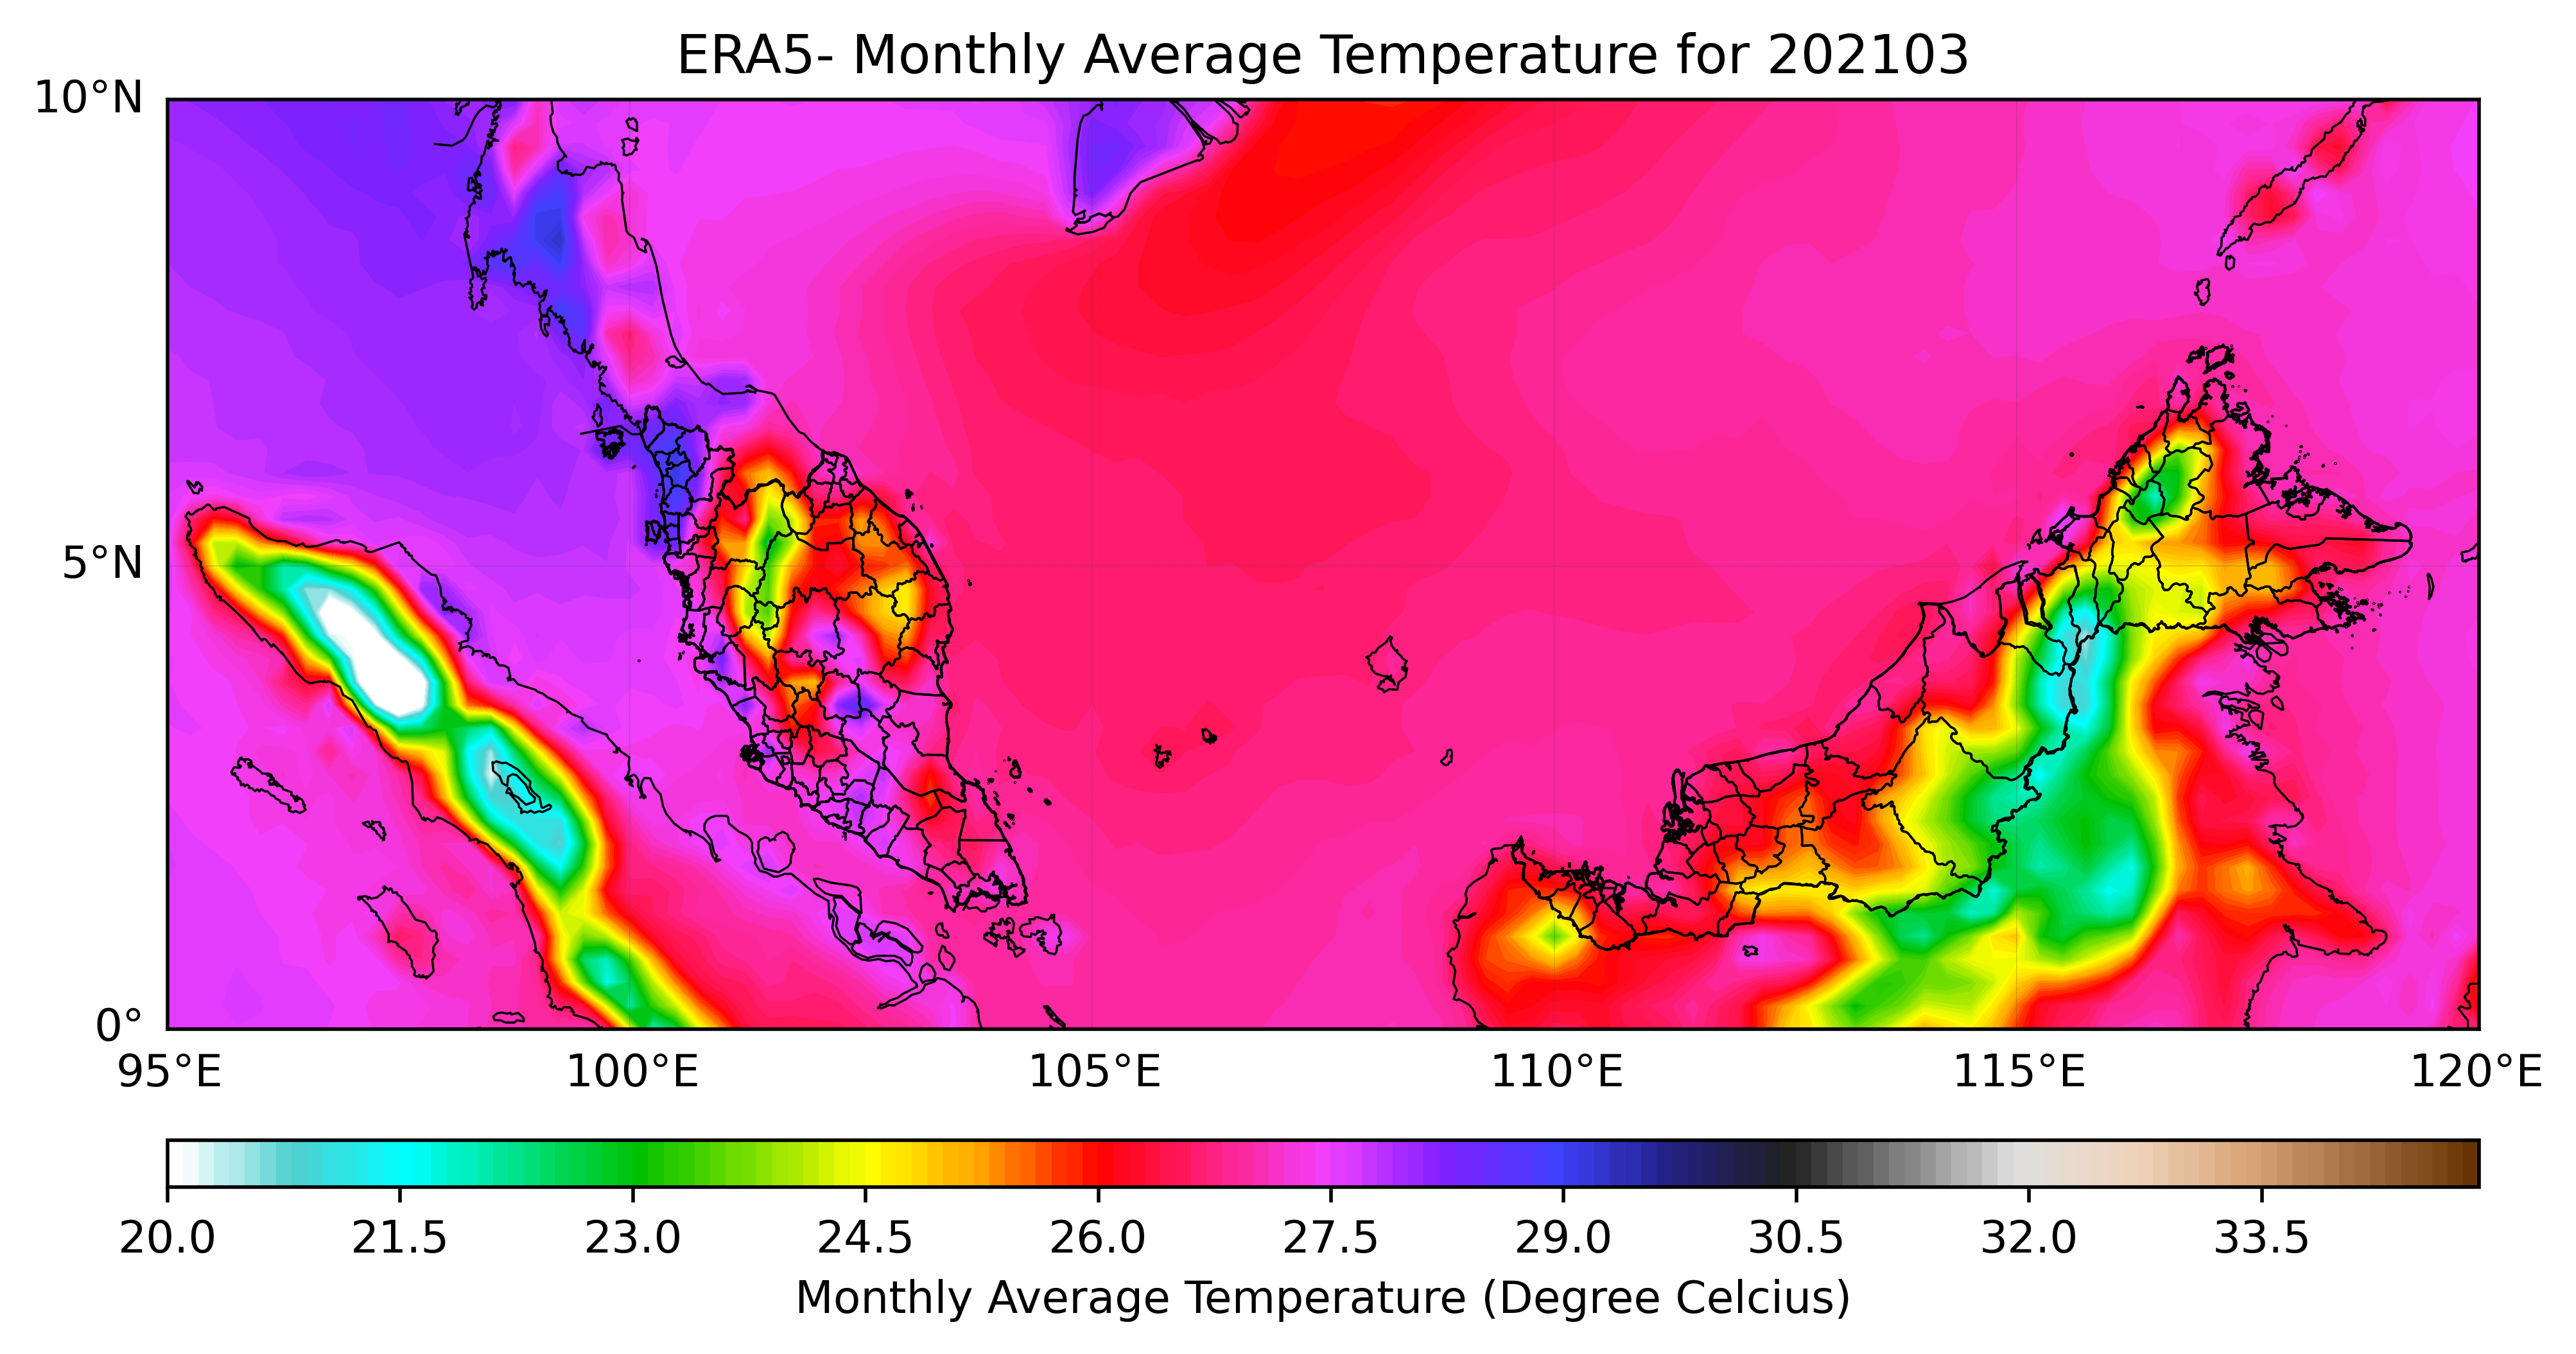 ERA5- Monthly Average Temperature for 202103
10°N
5°N
0°
95°E 100°E 105°E 110°E 115°E 120°E
20.0 21.5 23.0 24.5 26.0 27.5 29.0 30.5 32.0 33.5
Monthly Average Temperature (Degree Celcius)